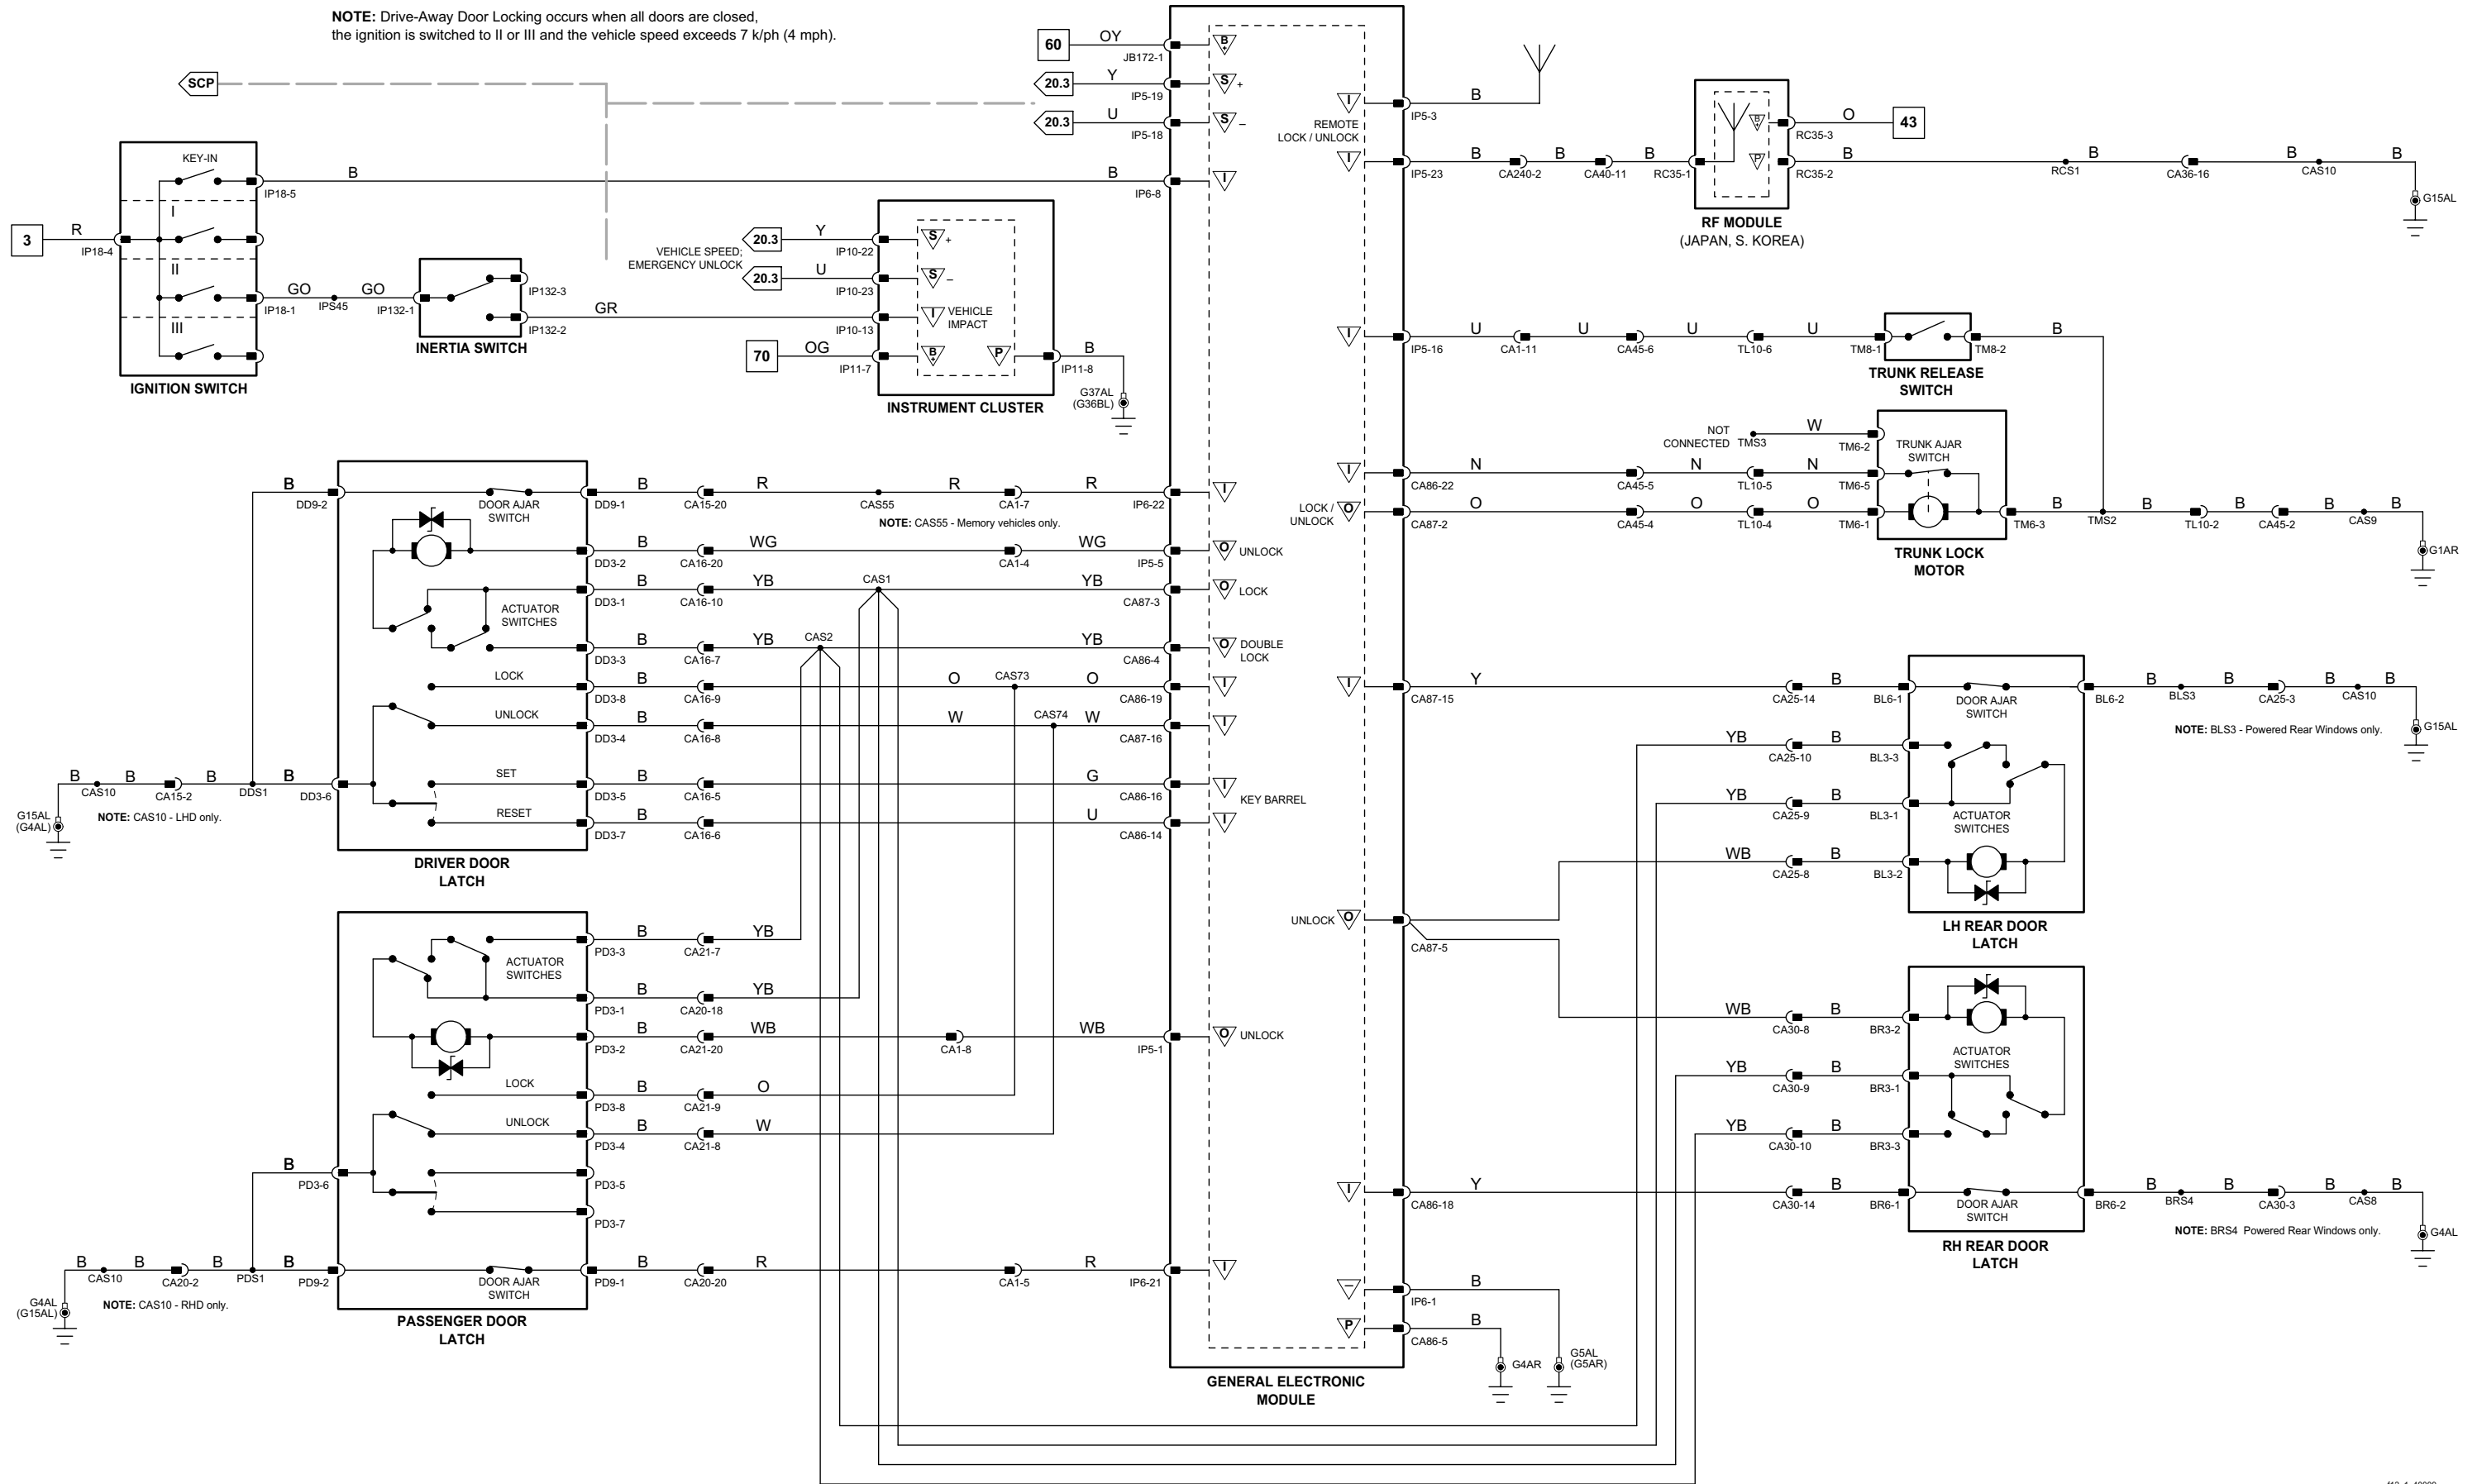 NOTE: Drive-Away Door Locking occurs when all doors are closed,
the ignition is switched to II or III and the vehicle speed exceeds 7 k/ph (4 mph).
SCP
60 OY JB172-1 B+
20.3 Y IP5-19 S +
20.3 U IP5-18 S –
KEY-IN
IP18-5 B B IP6-8 I
I
3 R IP18-4
II
IP18-1 GO IPS45 GO IP132-1
III
IGNITION SWITCH
IP132-3
IP132-2 GR IP10-13 I VEHICLE
IMPACT
INERTIA SWITCH
VEHICLE SPEED;
EMERGENCY UNLOCK
20.3 Y IP10-22 S +
20.3 U IP10-23 S –
70 OG IP11-7 B+ P IP11-8 B
G37AL
(G36BL)
INSTRUMENT CLUSTER
I IP5-3 B
REMOTE
LOCK / UNLOCK
I IP5-23 B CA240-2 B CA40-11 B RC35-1
B+ RC35-3 O 43
P RC35-2 B RCS1 B CA36-16 B CAS10 B
G15AL
RF MODULE
(JAPAN, S. KOREA)
I IP5-16 U CA1-11 U CA45-6 U TL10-6 U TM8-1 TM8-2 B
TRUNK RELEASE
SWITCH
NOT
CONNECTED TMS3 W TM6-2
TRUNK AJAR
SWITCH
I CA86-22 N CA45-5 N TL10-5 N TM6-5
LOCK /
UNLOCK O CA87-2 O CA45-4 O TL10-4 O TM6-1
TM6-3 B TMS2 B TL10-2 B CA45-2 B CAS9 B
G1AR
TRUNK LOCK
MOTOR
B DD9-2 DOOR AJAR
SWITCH
DD9-1 B CA15-20 R CAS55 R CA1-7 R IP6-22 I
NOTE: CAS55 - Memory vehicles only.
DD3-2 B CA16-20 WG CA1-4 WG IP5-5 O UNLOCK
ACTUATOR
SWITCHES
DD3-1 B CA16-10 YB CAS1 YB CA87-3 O LOCK
DD3-3 B CA16-7 YB CAS2 YB CA86-4 O DOUBLE
LOCK
LOCK DD3-8 B CA16-9 O CAS73 O CA86-19 I
UNLOCK DD3-4 B CA16-8 W CAS74 W CA87-16 I
SET DD3-5 B CA16-5 G CA86-16 I
KEY BARREL
RESET DD3-7 B CA16-6 U CA86-14 I
B CAS10 B CA15-2 B DDS1 B DD3-6
G15AL
(G4AL)
NOTE: CAS10 - LHD only.
DRIVER DOOR
LATCH
PD3-3 B CA21-7 YB
ACTUATOR
SWITCHES
PD3-1 B CA20-18 YB
PD3-2 B CA21-20 WB CA1-8 WB IP5-1 O UNLOCK
LOCK PD3-8 B CA21-9 O
UNLOCK PD3-4 B CA21-8 W
B PD3-6
PD3-5
PD3-7
B CAS10 B CA20-2 B PDS1 B PD9-2
DOOR AJAR
SWITCH
PD9-1 B CA20-20 R CA1-5 R IP6-21 I
G4AL
(G15AL)
NOTE: CAS10 - RHD only.
PASSENGER DOOR
LATCH
I CA87-15 Y CA25-14 B BL6-1
DOOR AJAR
SWITCH
BL6-2 B BLS3 B CA25-3 B CAS10 B
G15AL
NOTE: BLS3 - Powered Rear Windows only.
YB CA25-10 B BL3-3
YB CA25-9 B BL3-1
ACTUATOR
SWITCHES
WB CA25-8 B BL3-2
LH REAR DOOR
LATCH
UNLOCK O CA87-5
WB CA30-8 B BR3-2
ACTUATOR
SWITCHES
YB CA30-9 B BR3-1
YB CA30-10 B BR3-3
I CA86-18 Y CA30-14 B BR6-1
DOOR AJAR
SWITCH
BR6-2 B BRS4 B CA30-3 B CAS8 B
G4AL
NOTE: BRS4 Powered Rear Windows only.
RH REAR DOOR
LATCH
– IP6-1 B
P CA86-5 B
G4AR
G5AL
(G5AR)
GENERAL ELECTRONIC
MODULE